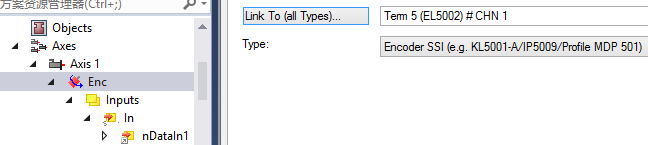 方案资源管理器(Ctrl+;)
Objects
Axes
Axis 1
Enc
Inputs
In
nDataIn1
Link To (all Types)...
Term 5 (EL5002) # CHN 1
Type:
Encoder SSI (e.g. KL5001-A/IP5009/Profile MDP 501)